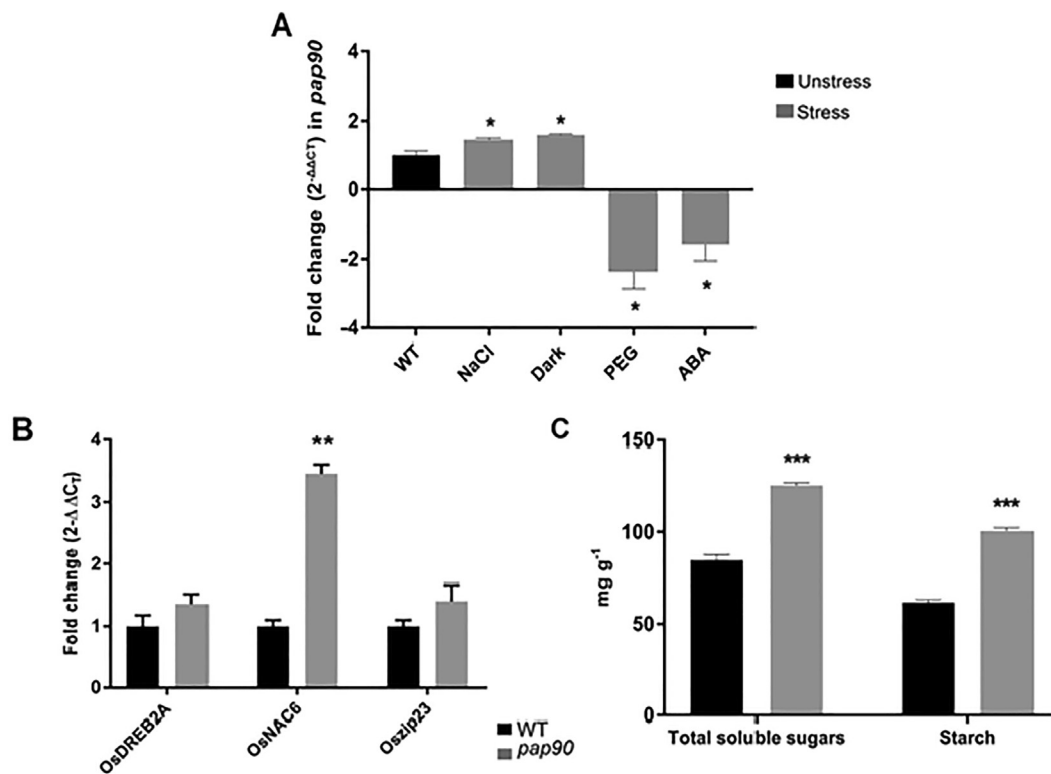 A
Fold change (2-ΔΔCT) in pap90
4
2
0
-2
-4
*
*
*
*
WT
NaCl
Dark
PEG
ABA
Unstress
Stress
B
Fold change (2-Δ ΔCT)
4
3
2
1
0
**
OsDREB2A
OsNAC6
Oszip23
WT
pap90
C
mg g-1
150
100
50
0
***
***
Total soluble sugars
Starch